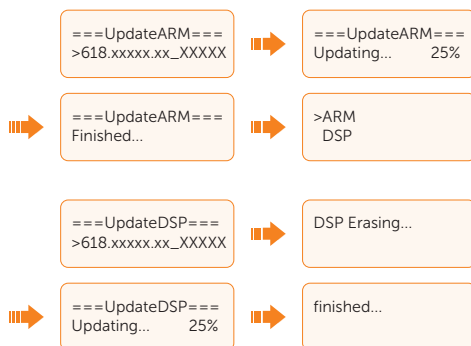 ===UpdateARM===
>618.xxxxx.xx_XXXXX
===UpdateARM===
Updating... 25%
===UpdateARM===
Finished...
>ARM
DSP
===UpdateDSP===
>618.xxxxx.xx_XXXXX
DSP Erasing...
===UpdateDSP===
Updating... 25%
finished...